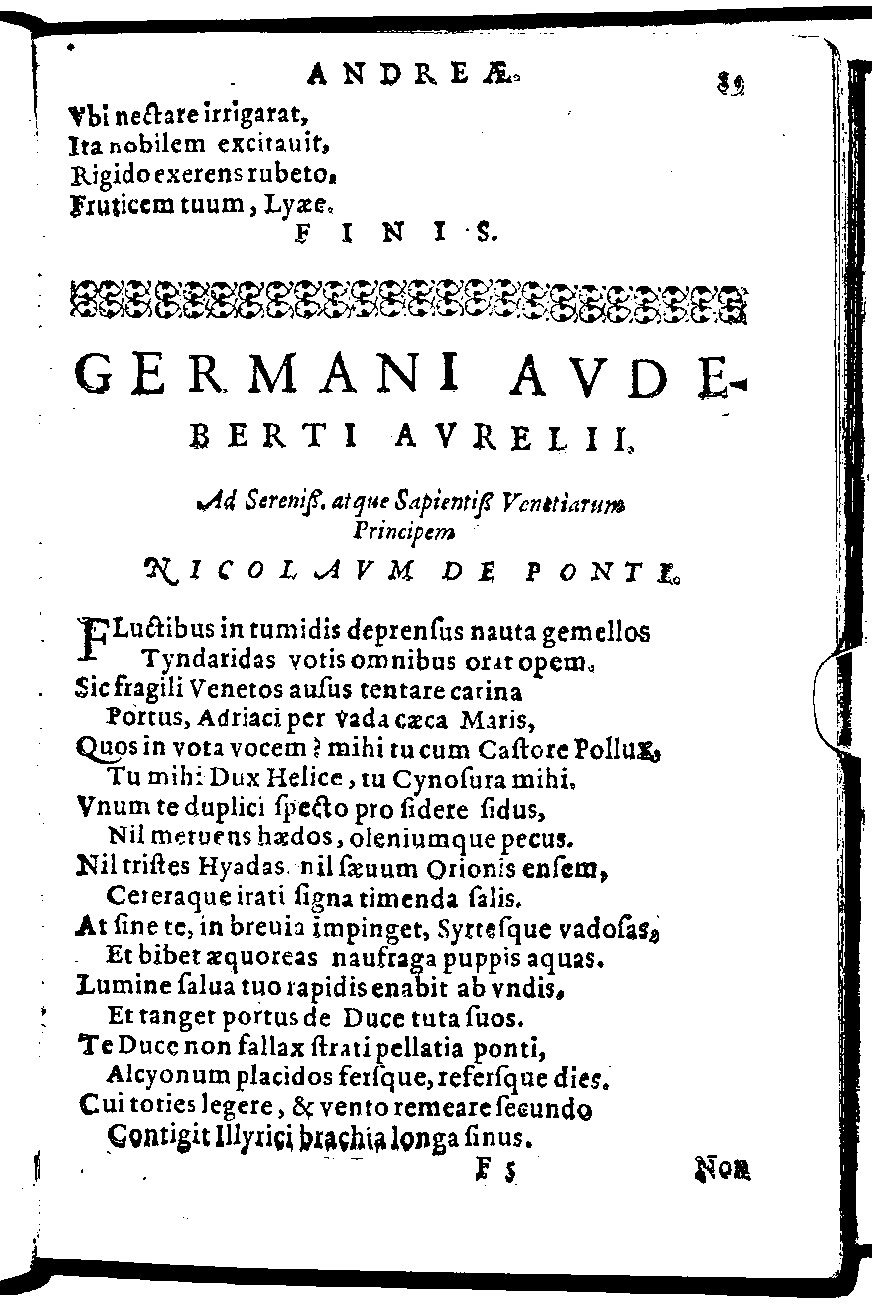 ANDREÆ. 89
Vbi nectare irrigarat,
Ita nobilem excitauit,
Rigido exerens rubeto,
Fruticem tuum, Lyæe.
FINIS.
GERMANI AVDE-
BERTI AVRELII.
Ad Sereniß. atque Sapientiß Venetiarum
Principem
NICOLAVM DE PONTE.
FLuctibus in tumidis deprenſus nauta gemellos
Tyndaridas votis omnibus orat opem.
Sic fragili Venetos auſus tentare carina
Portus, Adriaci per vada cæca Maris,
Quos in vota vocem? mihi tu cum Caſtore Pollux,
Tu mihi Dux Helice, tu Cynoſura mihi.
Vnum te duplici ſpecto pro ſidere ſidus,
Nil metuens hædos, oleniumque pecus.
Nil triſtes Hyadas. nil ſæuum Orionis enſem,
Ceteraque irati ſigna timenda ſalis.
At ſine te, in breuia impinget, Syrteſque vadoſas,
Et bibet æquoreas naufraga puppis aquas.
Lumine ſalua tuo rapidis enabit ab vndis,
Et tanget portus de Duce tuta ſuos.
Te Duce non fallax ſtrati pellatia ponti,
Alcyonum placidos ferſque, referſque dies.
Cui toties legere, & vento remeare ſecundo
Contigit Illyrici brachia longa ſinus.
F 5 Non